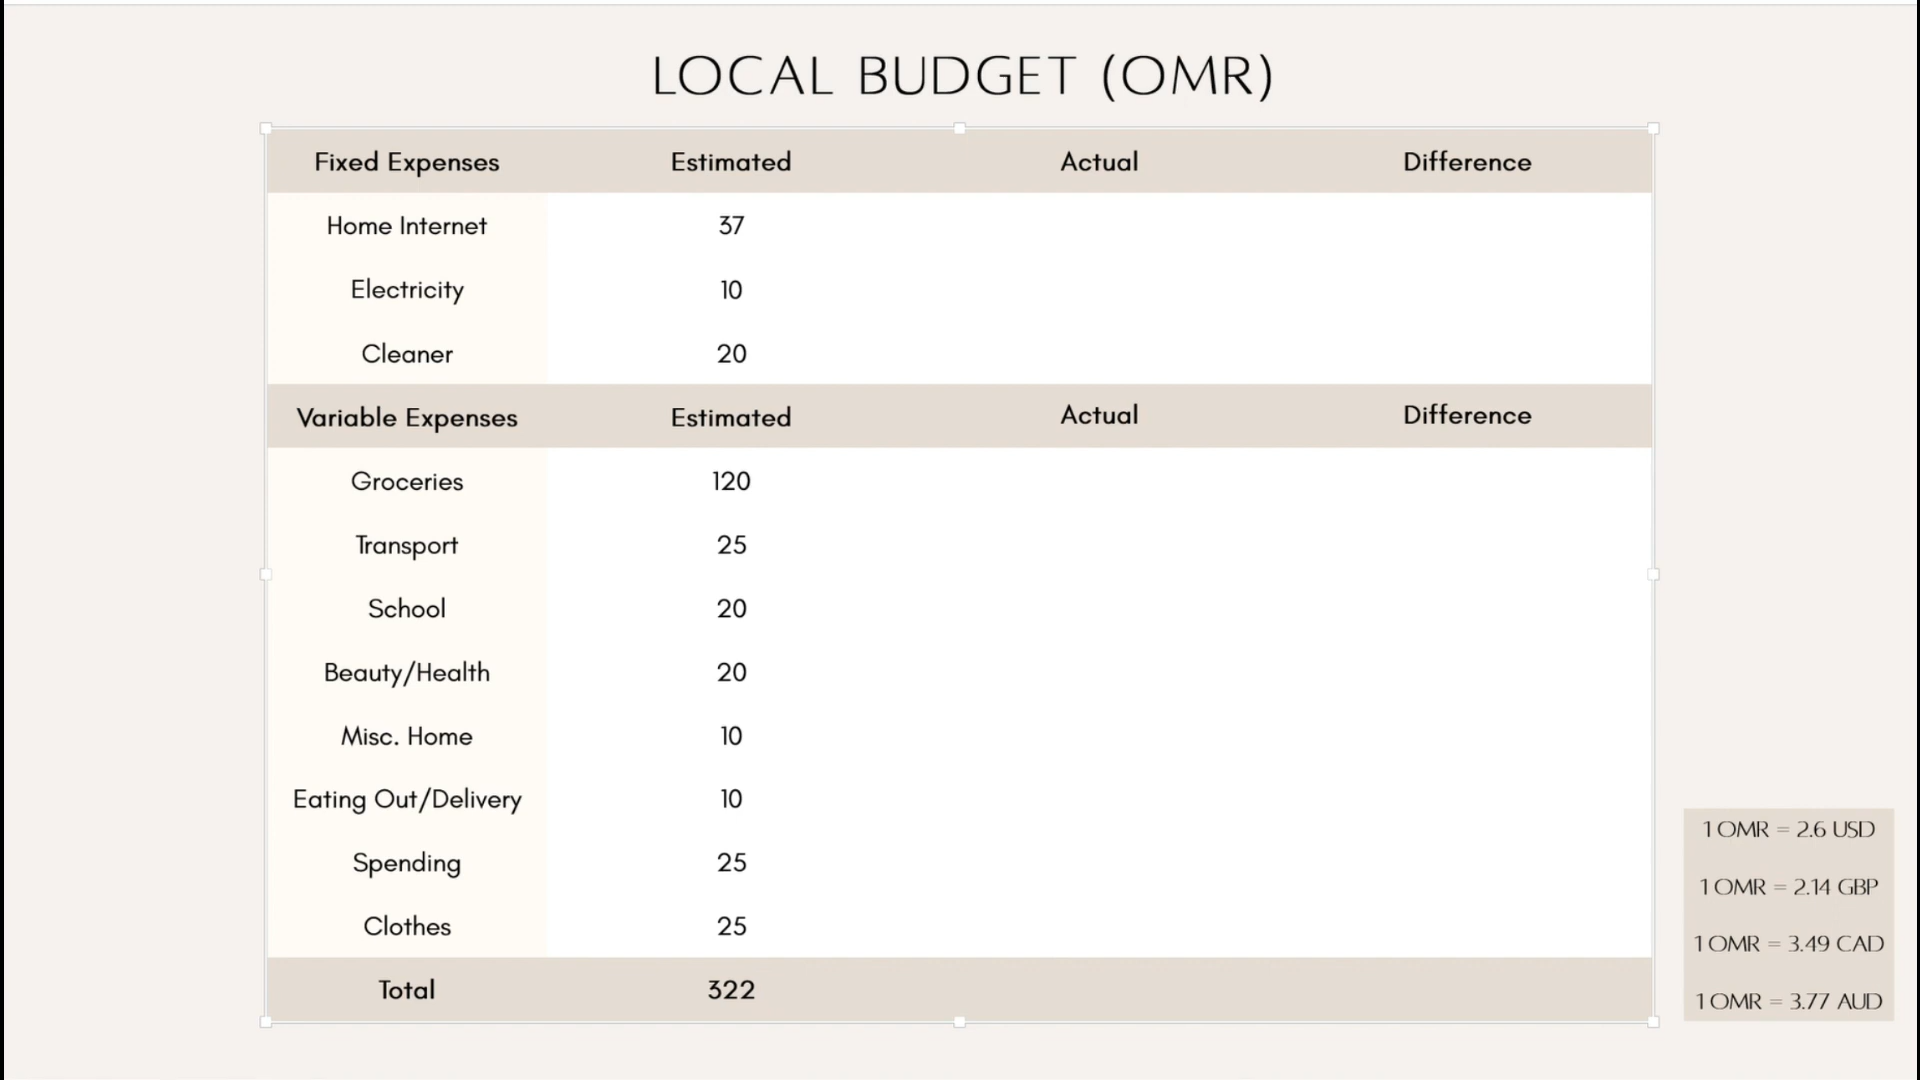 LOCAL BUDGET (OMR)
Fixed Expenses Estimated Actual Difference
Home Internet 37
Electricity 10
Cleaner 20
Variable Expenses Estimated Actual Difference
Groceries 120
Transport 25
School 20
Beauty/Health 20
Misc. Home 10
Eating Out/Delivery 10
Spending 25
Clothes 25
Total 322
1 OMR = 2.6 USD
1 OMR = 2.14 GBP
1 OMR = 3.49 CAD
1 OMR = 3.77 AUD